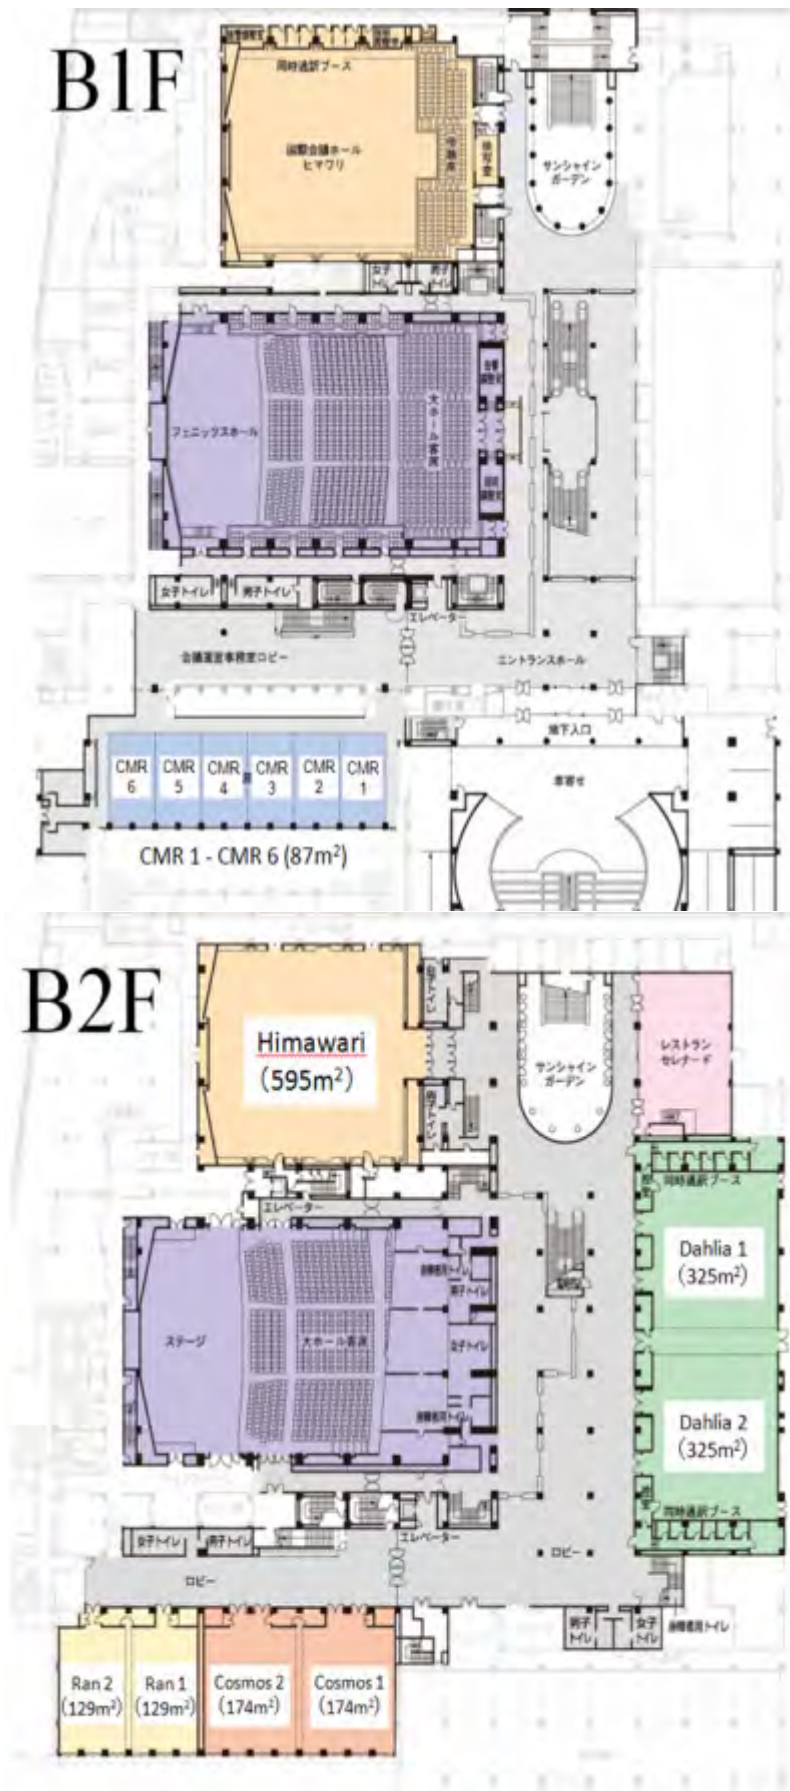 B1F
同時通訳ブース
国際会議ホール
ヒマワリ
サンシャイン
ガーデン
女子
トイレ
男子
トイレ
フェニックスホール
大ホール客席
女子トイレ
男子トイレ
エレベーター
会議運営事務室ロビー
エントランスホール
地下入口
車寄せ
CMR
6
CMR
5
CMR
4
CMR
3
CMR
2
CMR
1
CMR 1 - CMR 6 (87m²)
B2F
Himawari
(595m²)
サンシャイン
ガーデン
レストラン
セレナード
エレベーター
同時通訳ブース
Dahlia 1
(325m²)
ステージ
大ホール客席
男子トイレ
女子トイレ
Dahlia 2
(325m²)
同時通訳ブース
女子トイレ
男子トイレ
エレベーター
ロビー
ロビー
男子
トイレ
女子
トイレ
Ran 2
(129m²)
Ran 1
(129m²)
Cosmos 2
(174m²)
Cosmos 1
(174m²)